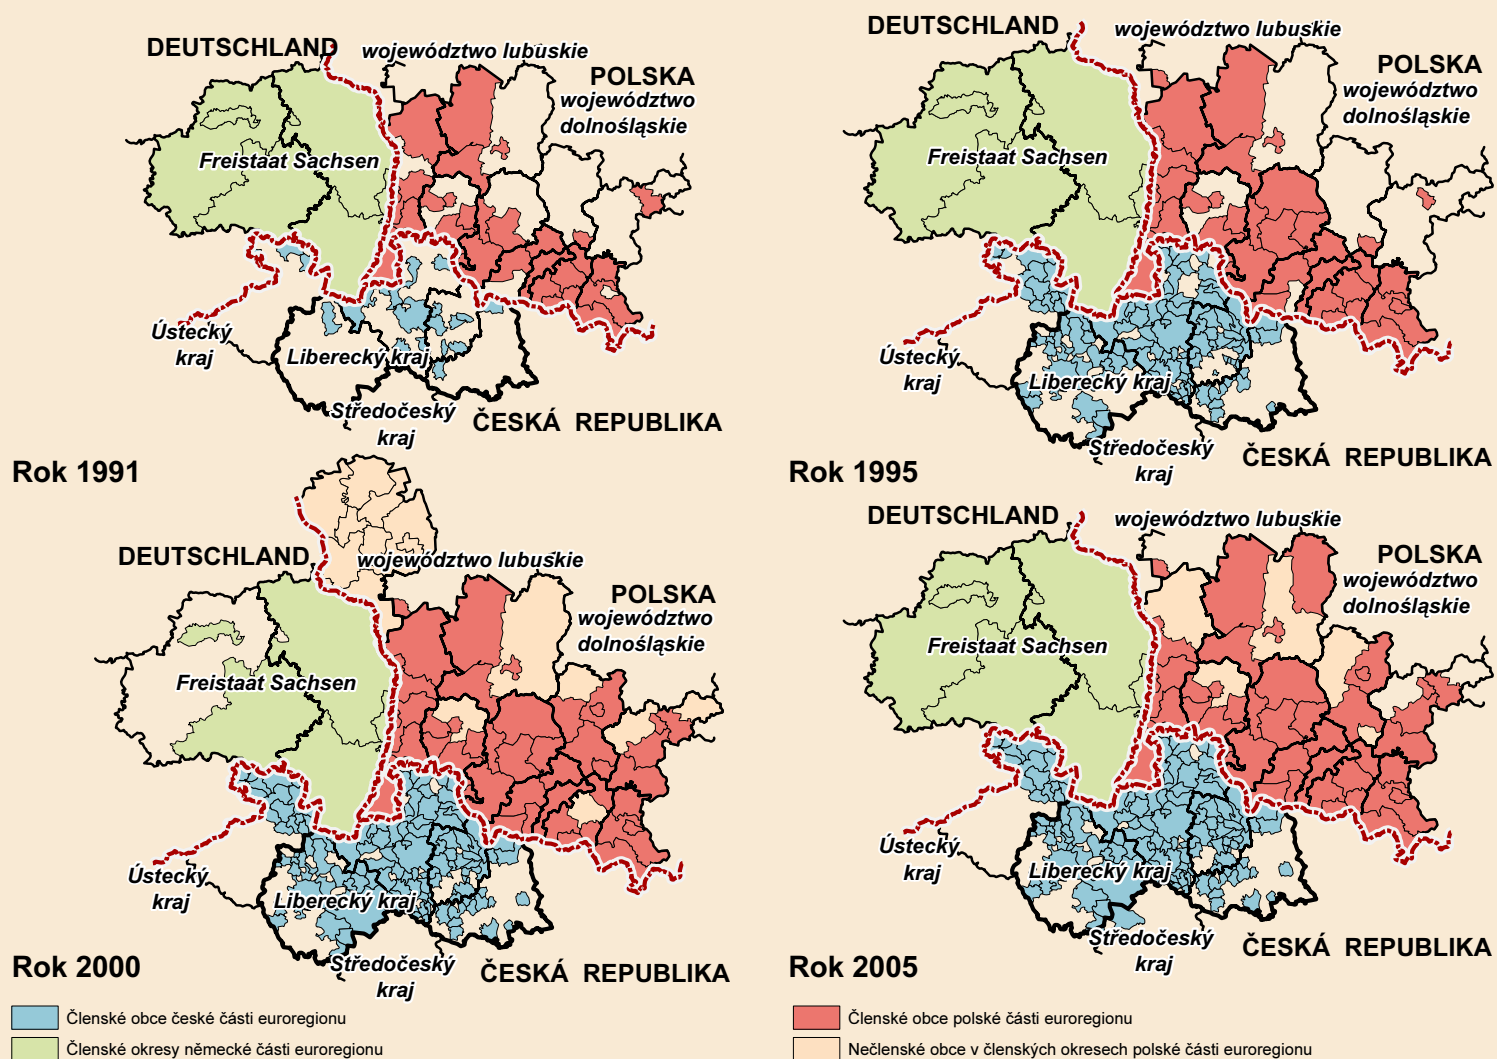 DEUTSCHLAND
województwo lubuskie
POLSKA
województwo
dolnośląskie
Freistaat Sachsen
Ústecký
kraj
Liberecký kraj
Středočeský
kraj
ČESKÁ REPUBLIKA
Rok 1991
DEUTSCHLAND
województwo lubuskie
POLSKA
województwo
dolnośląskie
Freistaat Sachsen
Ústecký
kraj
Liberecký kraj
Středočeský
kraj
ČESKÁ REPUBLIKA
Rok 1995
DEUTSCHLAND
województwo lubuskie
POLSKA
województwo
dolnośląskie
Freistaat Sachsen
Ústecký
kraj
Liberecký kraj
Středočeský
kraj
ČESKÁ REPUBLIKA
Rok 2000
DEUTSCHLAND
województwo lubuskie
POLSKA
województwo
dolnośląskie
Freistaat Sachsen
Ústecký
kraj
Liberecký kraj
Středočeský
kraj
ČESKÁ REPUBLIKA
Rok 2005
Členské obce české části euroregionu
Členské okresy německé části euroregionu
Členské obce polské části euroregionu
Nečlenské obce v členských okresech polské části euroregionu